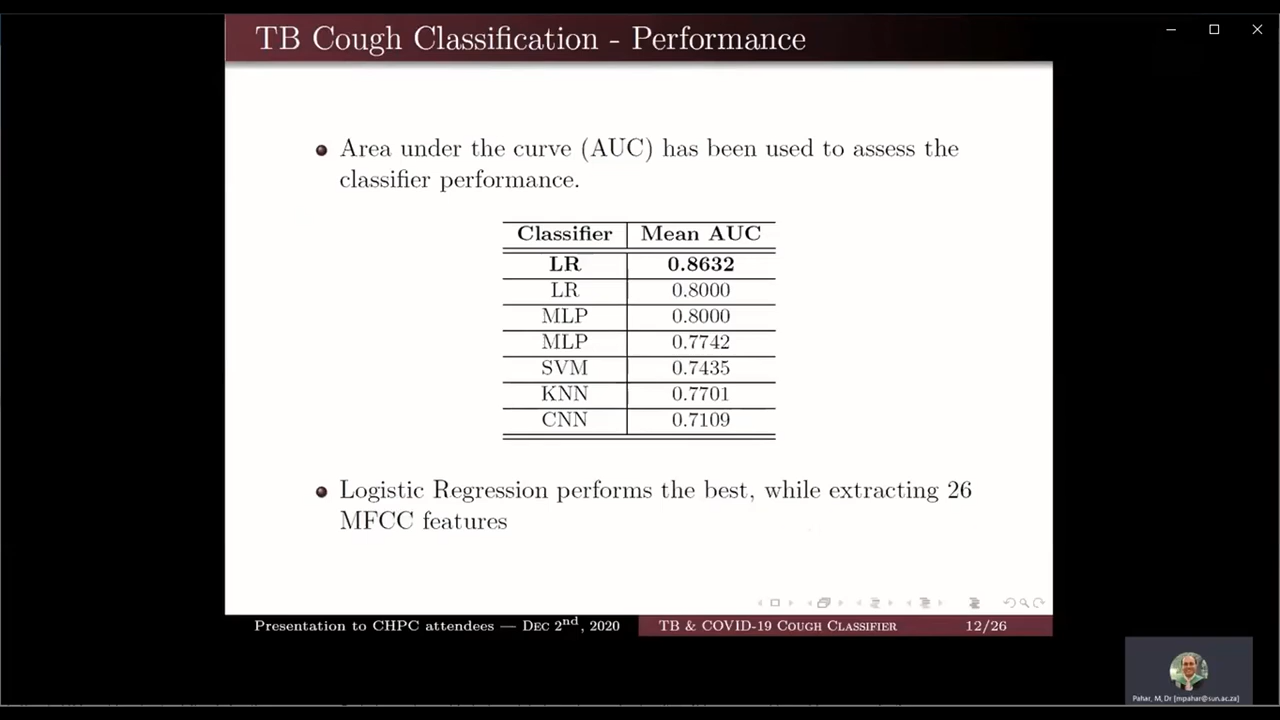 TB Cough Classification - Performance
Area under the curve (AUC) has been used to assess the
classifier performance.
Classifier Mean AUC
LR 0.8632
LR 0.8000
MLP 0.8000
MLP 0.7742
SVM 0.7435
KNN 0.7701
CNN 0.7109
Logistic Regression performs the best, while extracting 26
MFCC features
Presentation to CHPC attendees — Dec 2nd, 2020 TB & COVID-19 Cough Classifier 12/26
Pahar, M, Dr [mpahar@sun.ac.za]